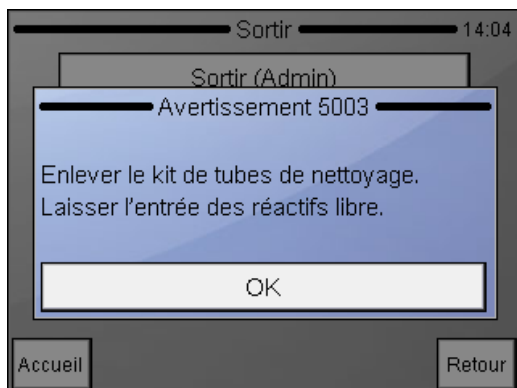 Sortir
14:04
Sortir (Admin)
Avertissement 5003
Enlever le kit de tubes de nettoyage.
Laisser l'entrée des réactifs libre.
OK
Accueil
Retour